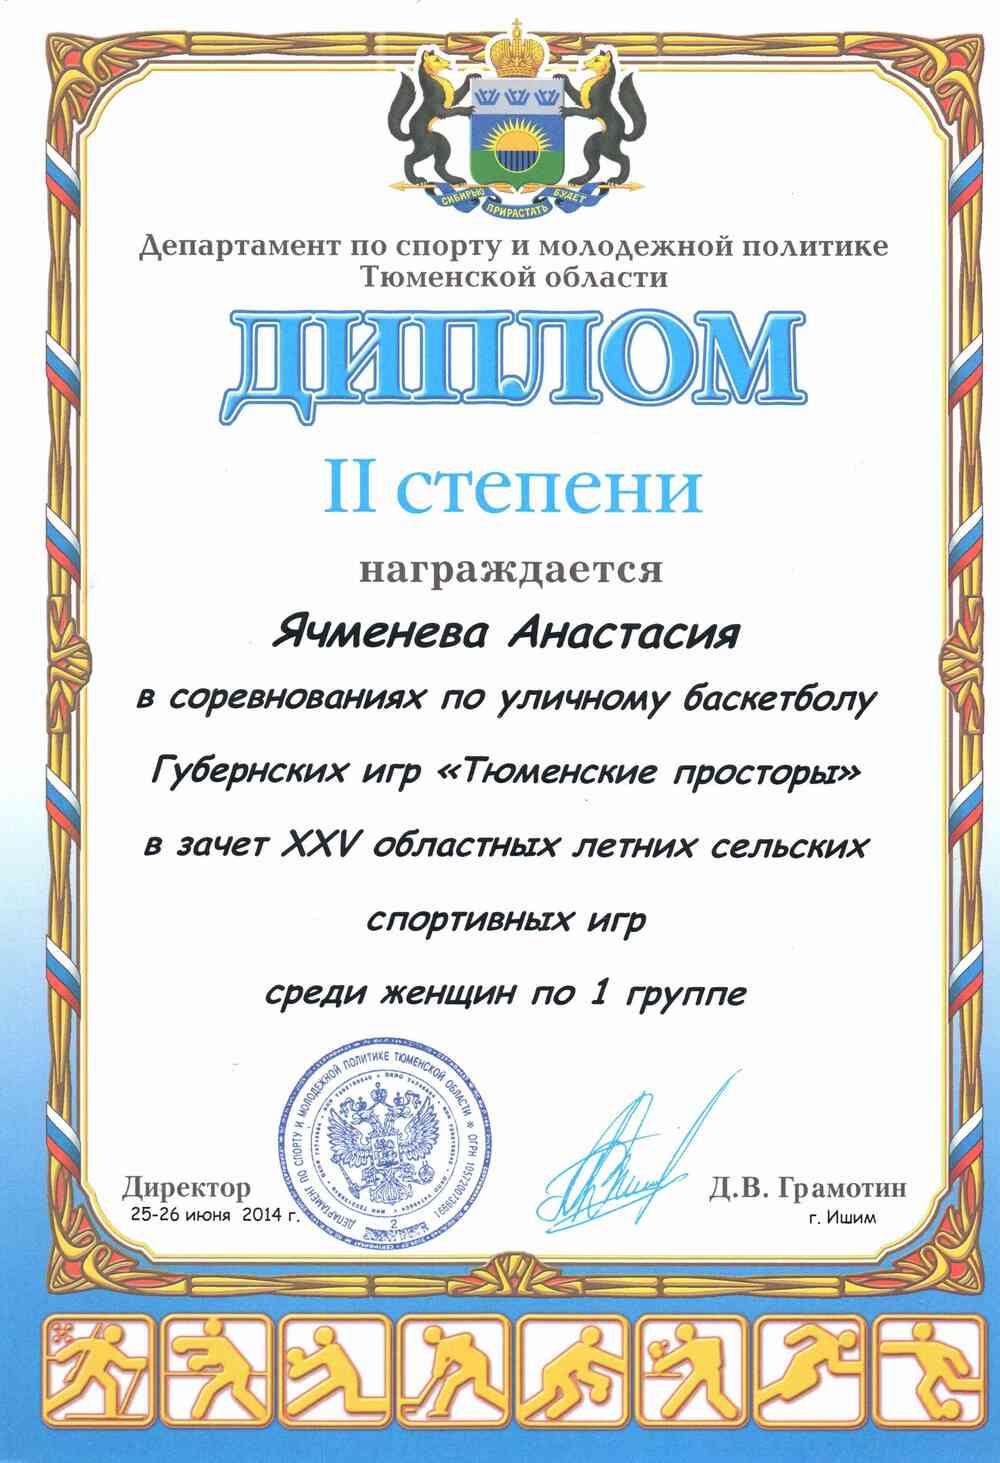 СИБИРЬЮ ПРИРАСТАТЬ БУДЕТ
Департамент по спорту и молодежной политике
Тюменской области
ДИПЛОМ
II степени
награждается
Ячменева Анастасия
в соревнованиях по уличному баскетболу
Губернских игр «Тюменские просторы»
в зачет XXV областных летних сельских
спортивных игр
среди женщин по 1 группе
ДЕПАРТАМЕНТ ПО СПОРТУ И МОЛОДЕЖНОЙ ПОЛИТИКЕ ТЮМЕНСКОЙ ОБЛАСТИ
2
Директор
Д.В. Грамотин
25-26 июня 2014 г.
г. Ишим